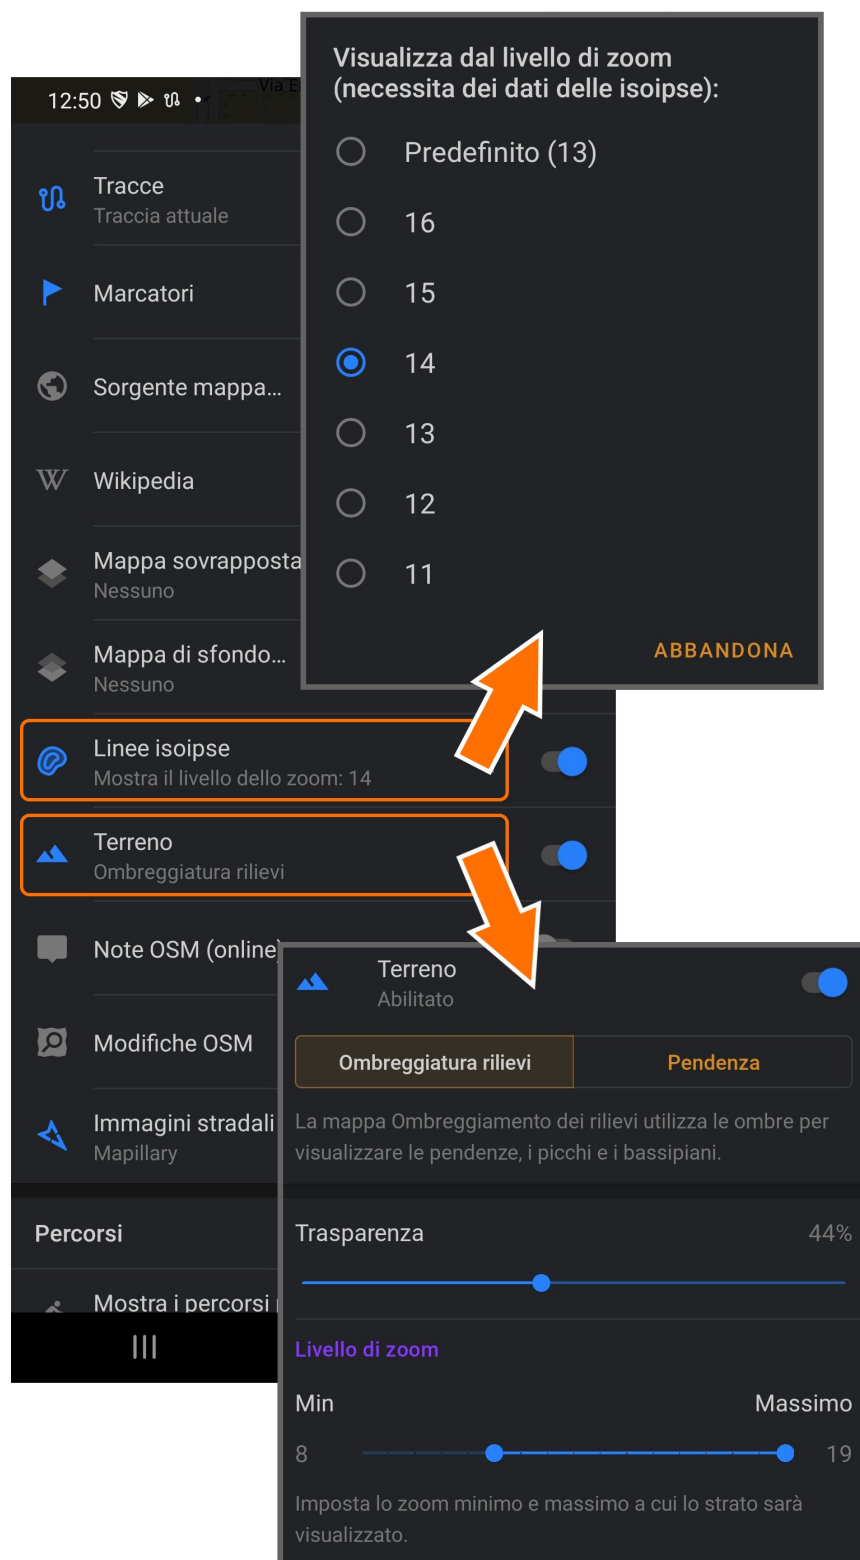 Visualizza dal livello di zoom
(necessita dei dati delle isoipse):
Predefinito (13)
16
15
14
13
12
11
ABBANDONA
12:50
Via E
Tracce
Traccia attuale
Marcatori
Sorgente mappa...
W Wikipedia
Mappa sovrapposta
Nessuno
Mappa di sfondo...
Nessuno
Linee isoipse
Mostra il livello dello zoom: 14
Terreno
Ombreggiatura rilievi
Note OSM (online)
Modifiche OSM
Immagini stradali
Mapillary
Percorsi
Mostra i percorsi
Terreno
Abilitato
Ombreggiatura rilievi Pendenza
La mappa Ombreggiamento dei rilievi utilizza le ombre per
visualizzare le pendenze, i picchi e i bassipiani.
Trasparenza 44%
Livello di zoom
Min Massimo
8 19
Imposta lo zoom minimo e massimo a cui lo strato sarà
visualizzato.